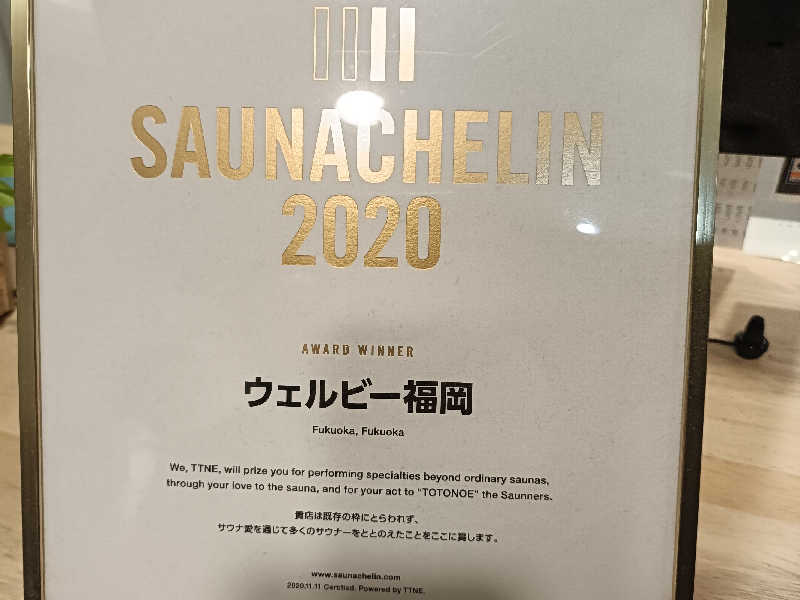 SAUNACHELIN
2020
AWARD WINNER
ウェルビー福岡
Fukuoka, Fukuoka
We, TTNE, will prize you for performing specialties beyond ordinary saunas,
through your love to the sauna, and for your act to "TOTONOE" the Saunners.
貴店は既存の枠にとらわれず、
サウナ愛を通じて多くのサウナーをととのえたことをここに賞します。
www.saunachelin.com
2020.11.11 Certified. Powered by TTNE.